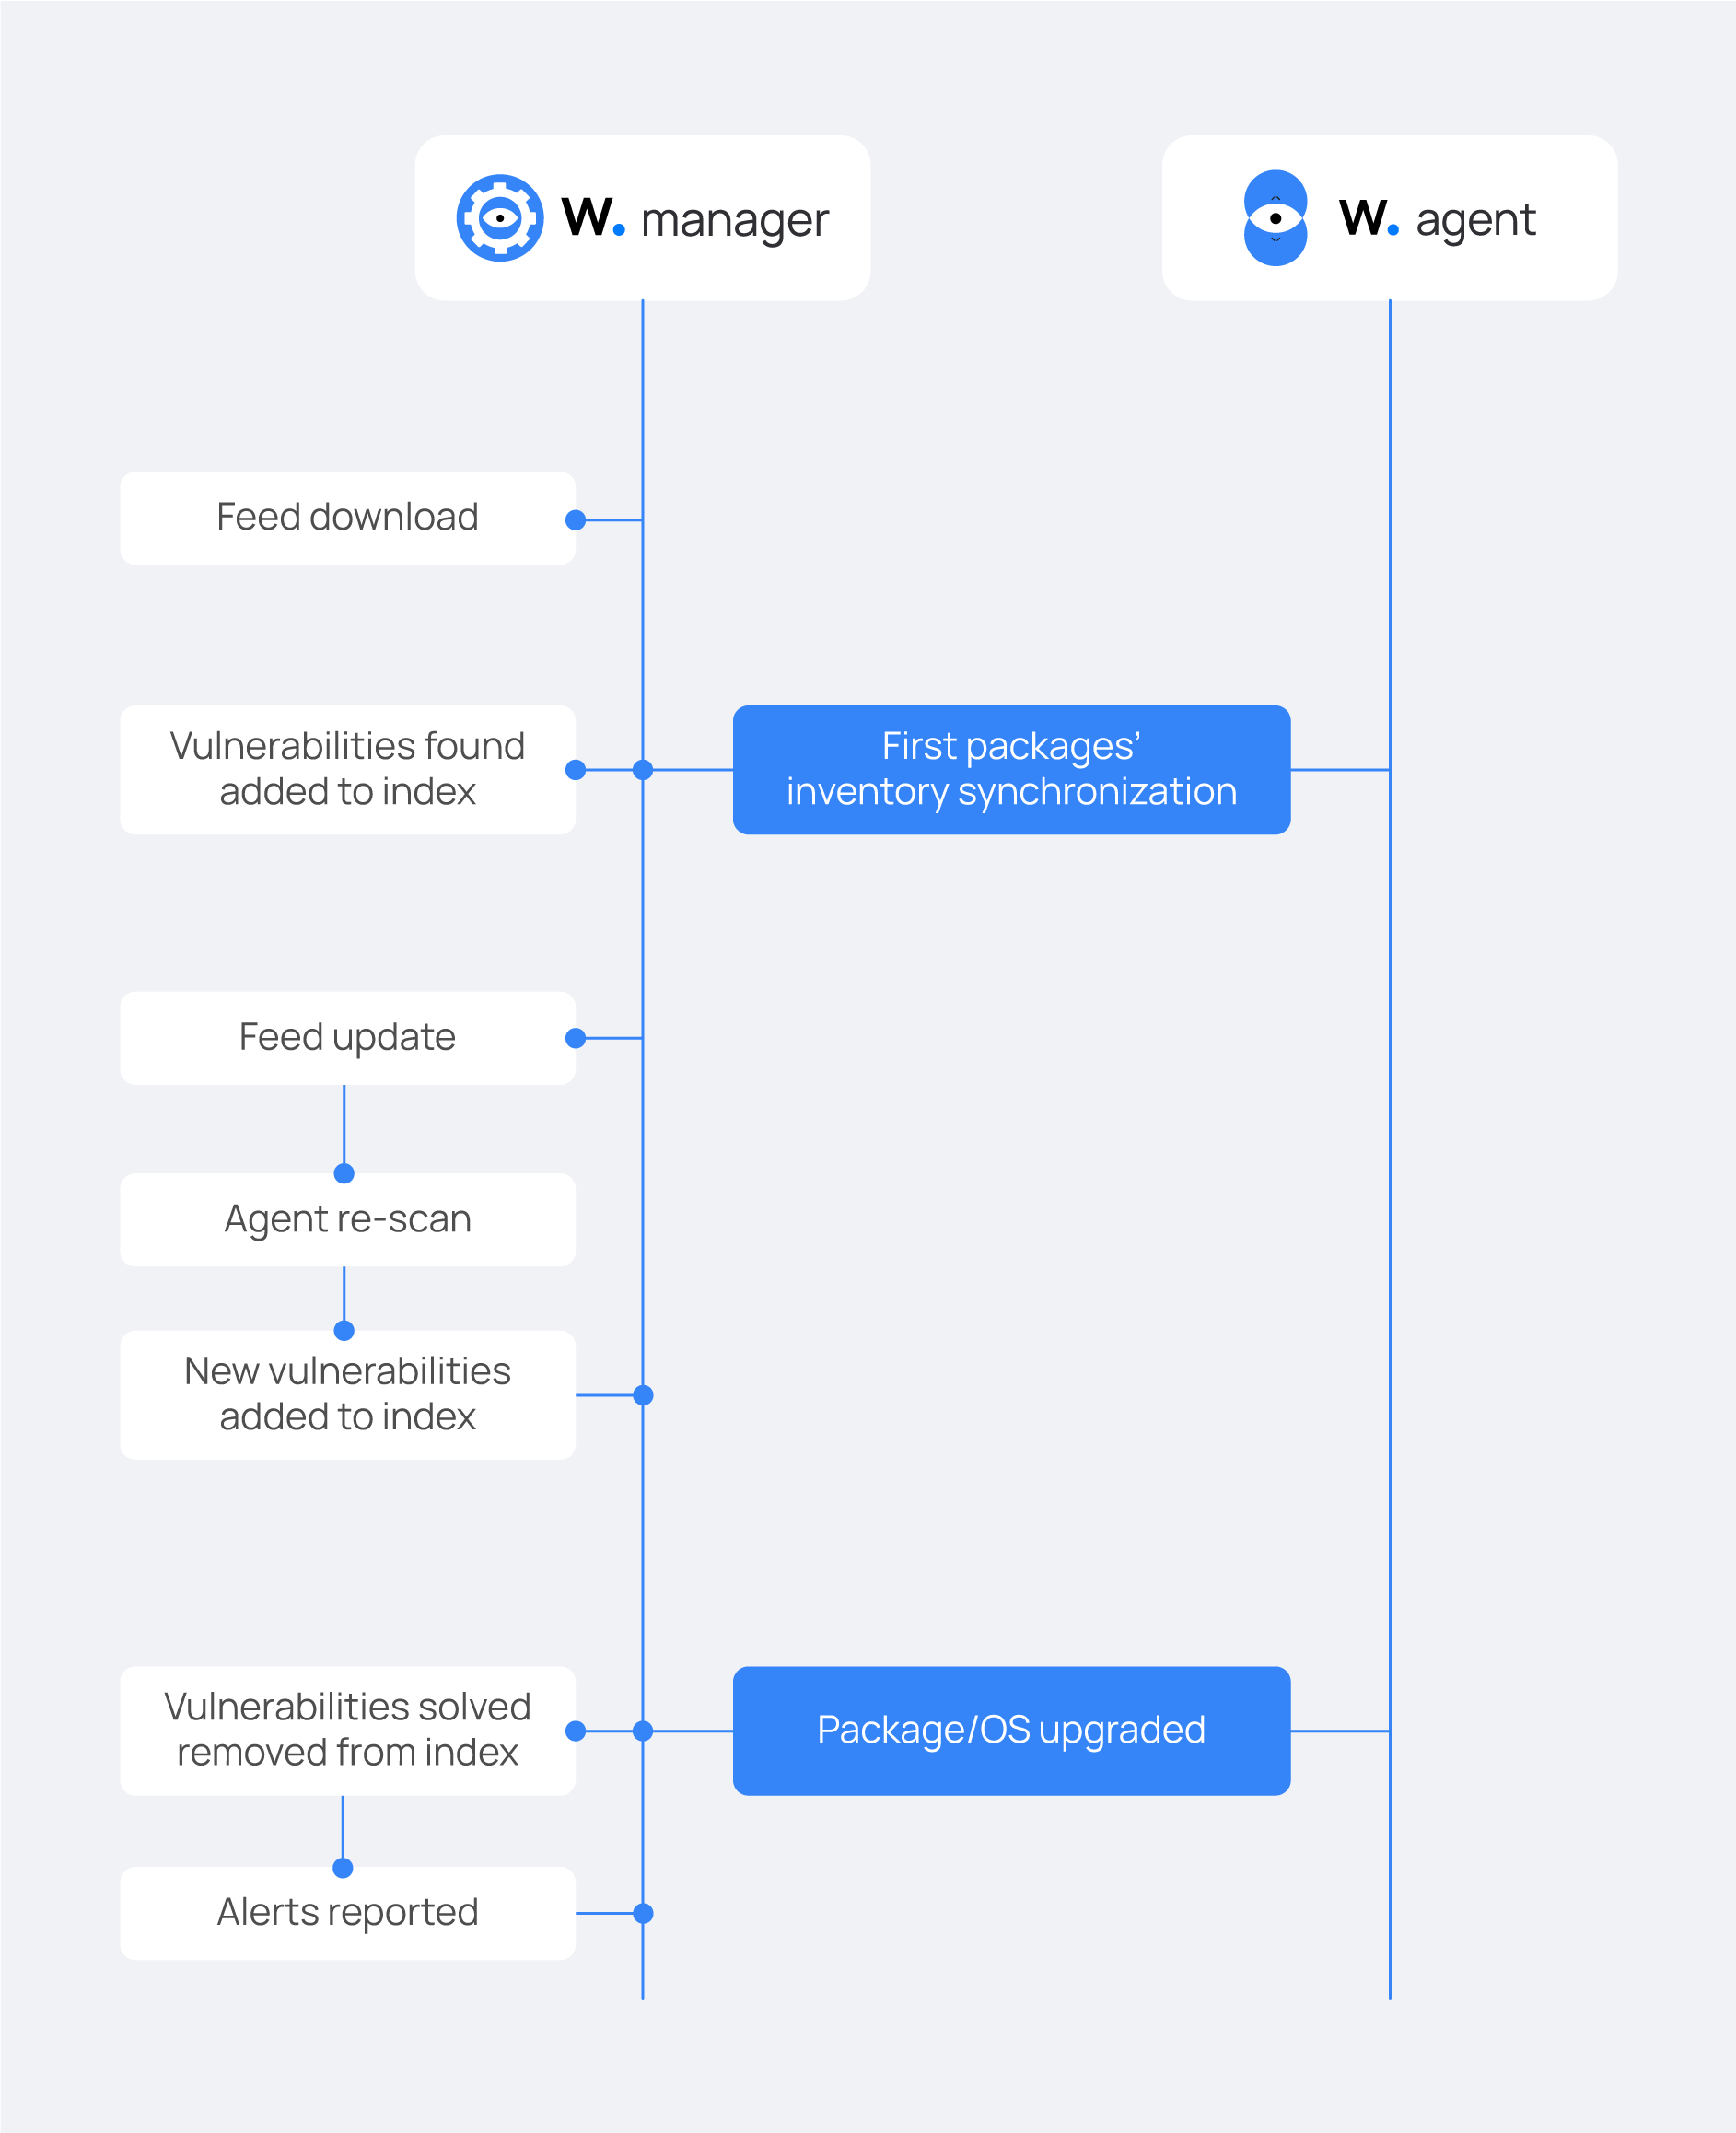 W. manager
W. agent
Feed download
Vulnerabilities found
added to index
First packages’
inventory synchronization
Feed update
Agent re-scan
New vulnerabilities
added to index
Vulnerabilities solved
removed from index
Package/OS upgraded
Alerts reported